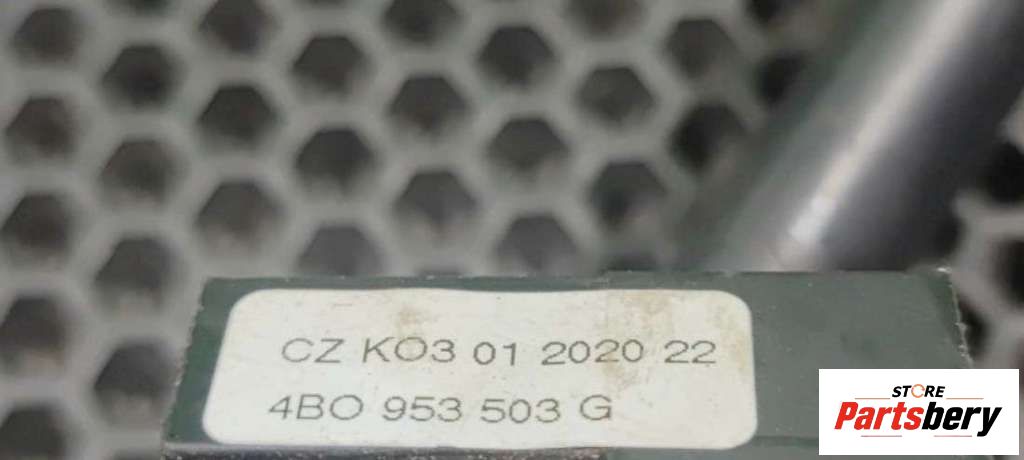 CZ KO3 01 2020 22
4BO 953 503 G
STORE
Partsbery